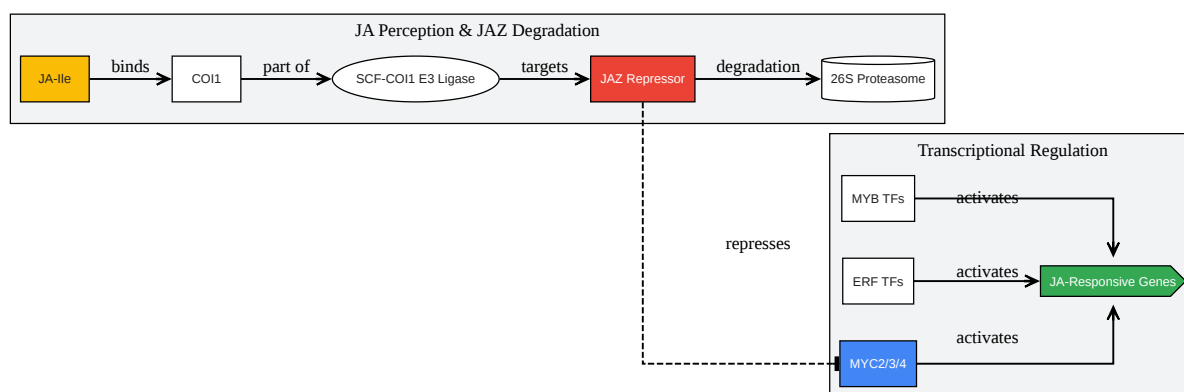 JA Perception & JAZ Degradation
JA-Ile
binds
COI1
part of
SCF-COI1 E3 Ligase
targets
JAZ Repressor
degradation
26S Proteasome
Transcriptional Regulation
MYB TFs
activates
represses
ERF TFs
activates
JA-Responsive Genes
MYC2/3/4
activates